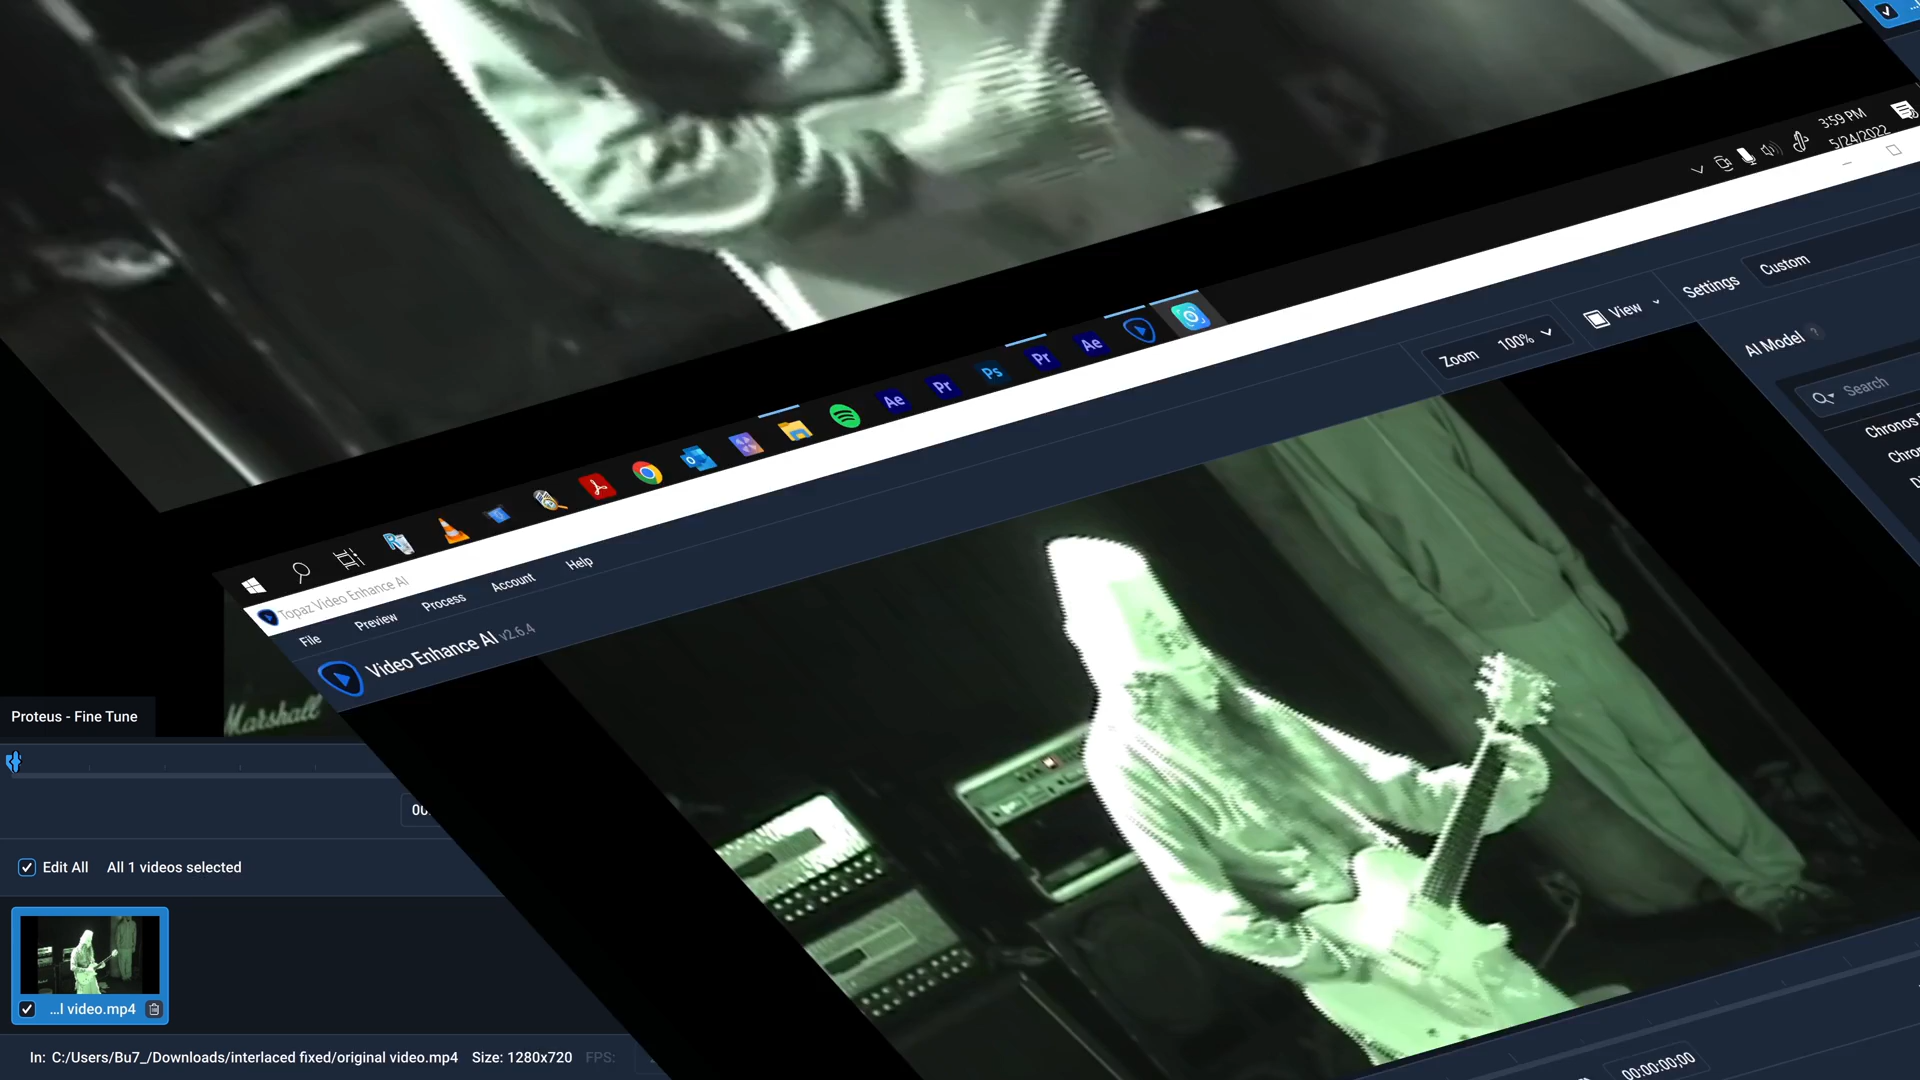 3:59 PM
5/24/2022
Ae
Pr
Ps
Pr
Ae
Topaz Video Enhance AI
File
Preview
Process
Account
Help
Video Enhance AI v2.6.4
Zoom 100%
View
Settings Custom
AI Model
Search
Chronos
Marshall
Proteus - Fine Tune
00
Edit All All 1 videos selected
...l video.mp4
In: C:/Users/Bu7_/Downloads/interlaced fixed/original video.mp4 Size: 1280x720 FPS:
00:00:00;00